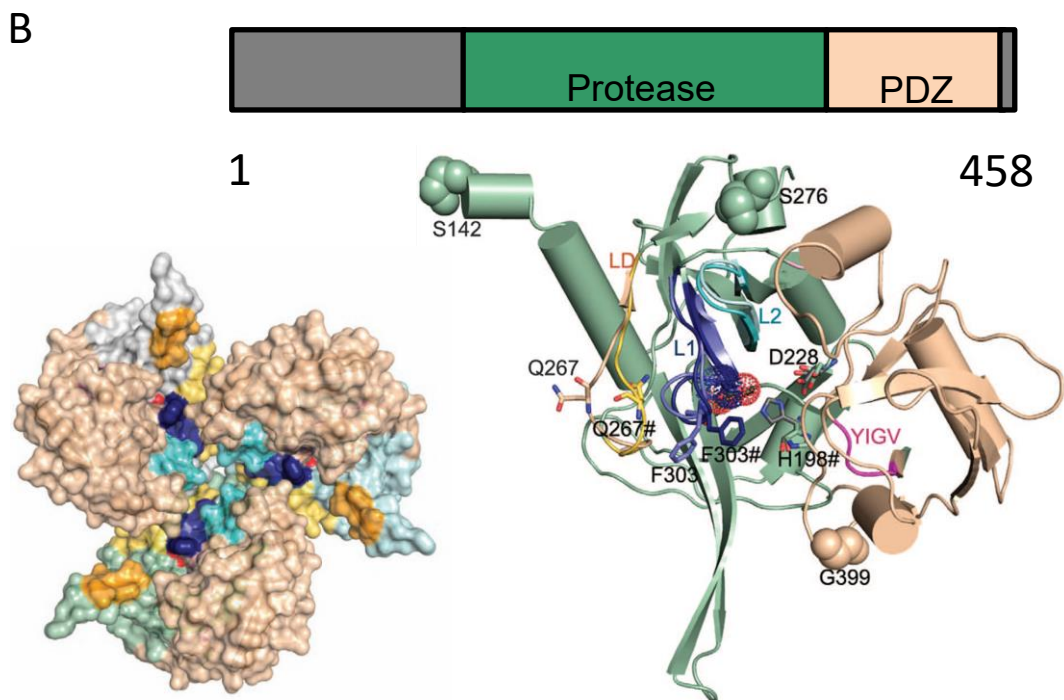 B
Protease PDZ
1 458
S276
S142
LD
L2
L1
D228
Q267
Q267#
F303# H198# YIGV
F303
G399